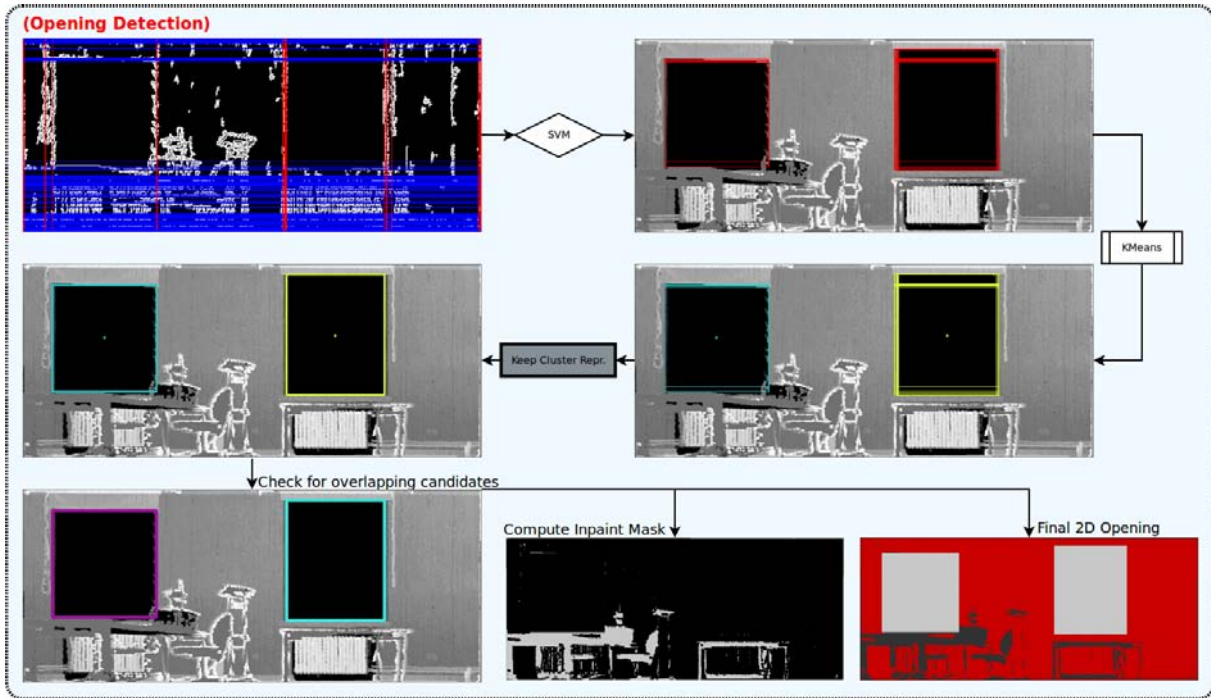 (Opening Detection)
SVM
KMeans
Keep Cluster Repr.
Check for overlapping candidates
Compute Inpaint Mask
Final 2D Opening